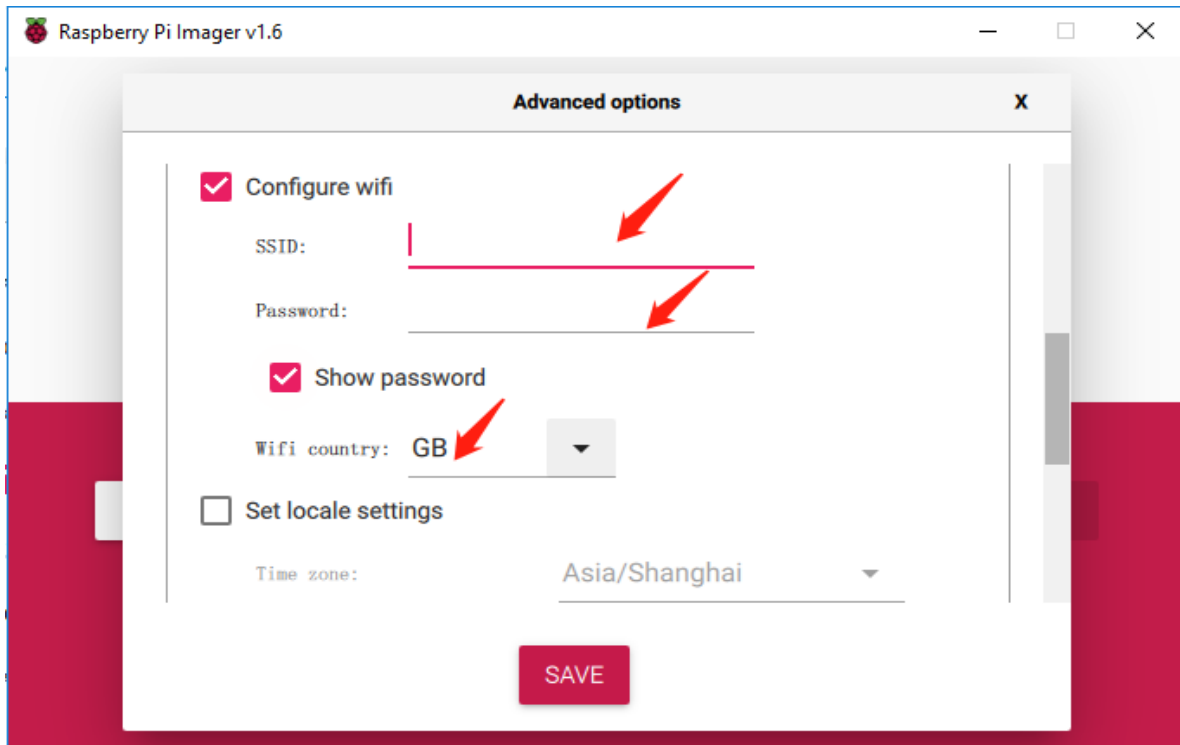 Raspberry Pi Imager v1.6
Advanced options
X
Configure wifi
SSID:
Password:
Show password
Wifi country: GB
Set locale settings
Time zone: Asia/Shanghai
SAVE